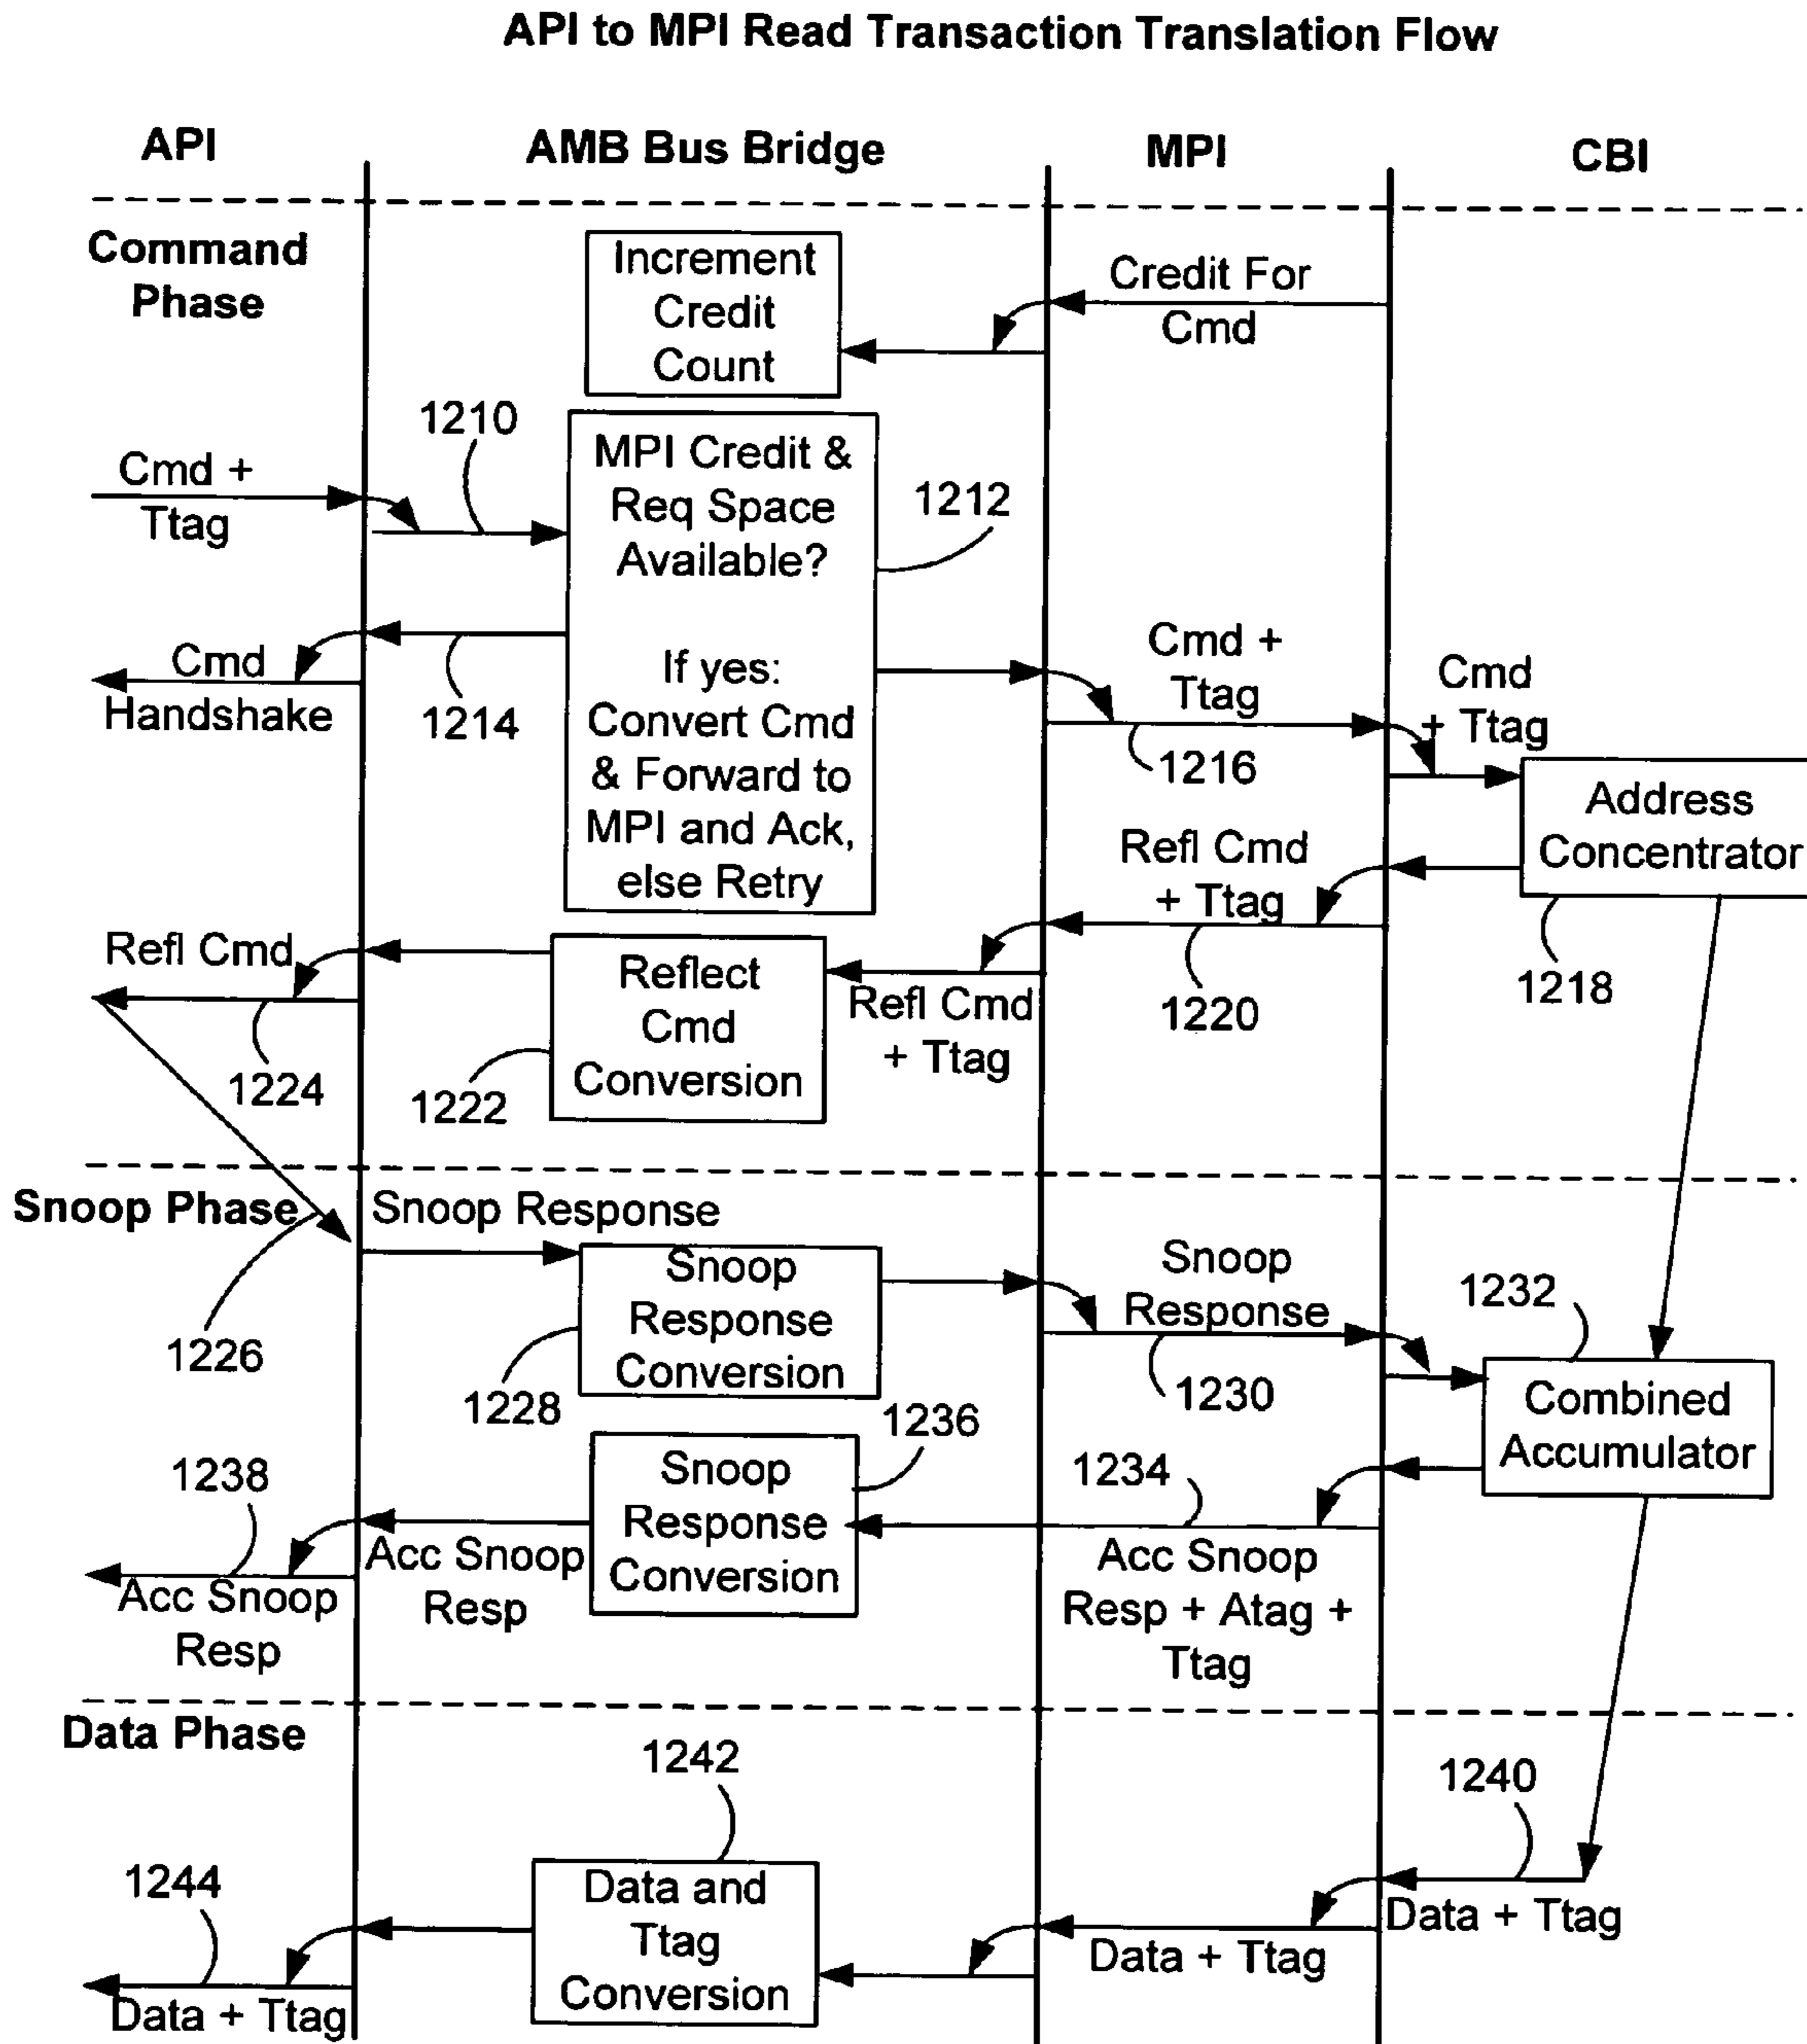 API to MPI Read Transaction Translation Flow
API
AMB Bus Bridge
MPI
CBI
Command
Phase
Increment
Credit
Count
Credit For
Cmd
1210
Cmd +
Ttag
MPI Credit &
Req Space
Available?
If yes:
Convert Cmd
& Forward to
MPI and Ack,
else Retry
1212
Cmd
Handshake
1214
Cmd +
Ttag
1216
Cmd
+ Ttag
Address
Concentrator
1218
Refl Cmd
+ Ttag
1220
Refl Cmd
+ Ttag
Reflect
Cmd
Conversion
1222
Refl Cmd
1224
Snoop Phase
Snoop Response
1226
Snoop
Response
Conversion
1228
Snoop
Response
1230
1232
Combined
Accumulator
1234
Acc Snoop
Resp + Atag +
Ttag
1236
Snoop
Response
Conversion
Acc Snoop
Resp
1238
Acc Snoop
Resp
Data Phase
1240
Data + Ttag
Data + Ttag
1242
Data and
Ttag
Conversion
1244
Data + Ttag